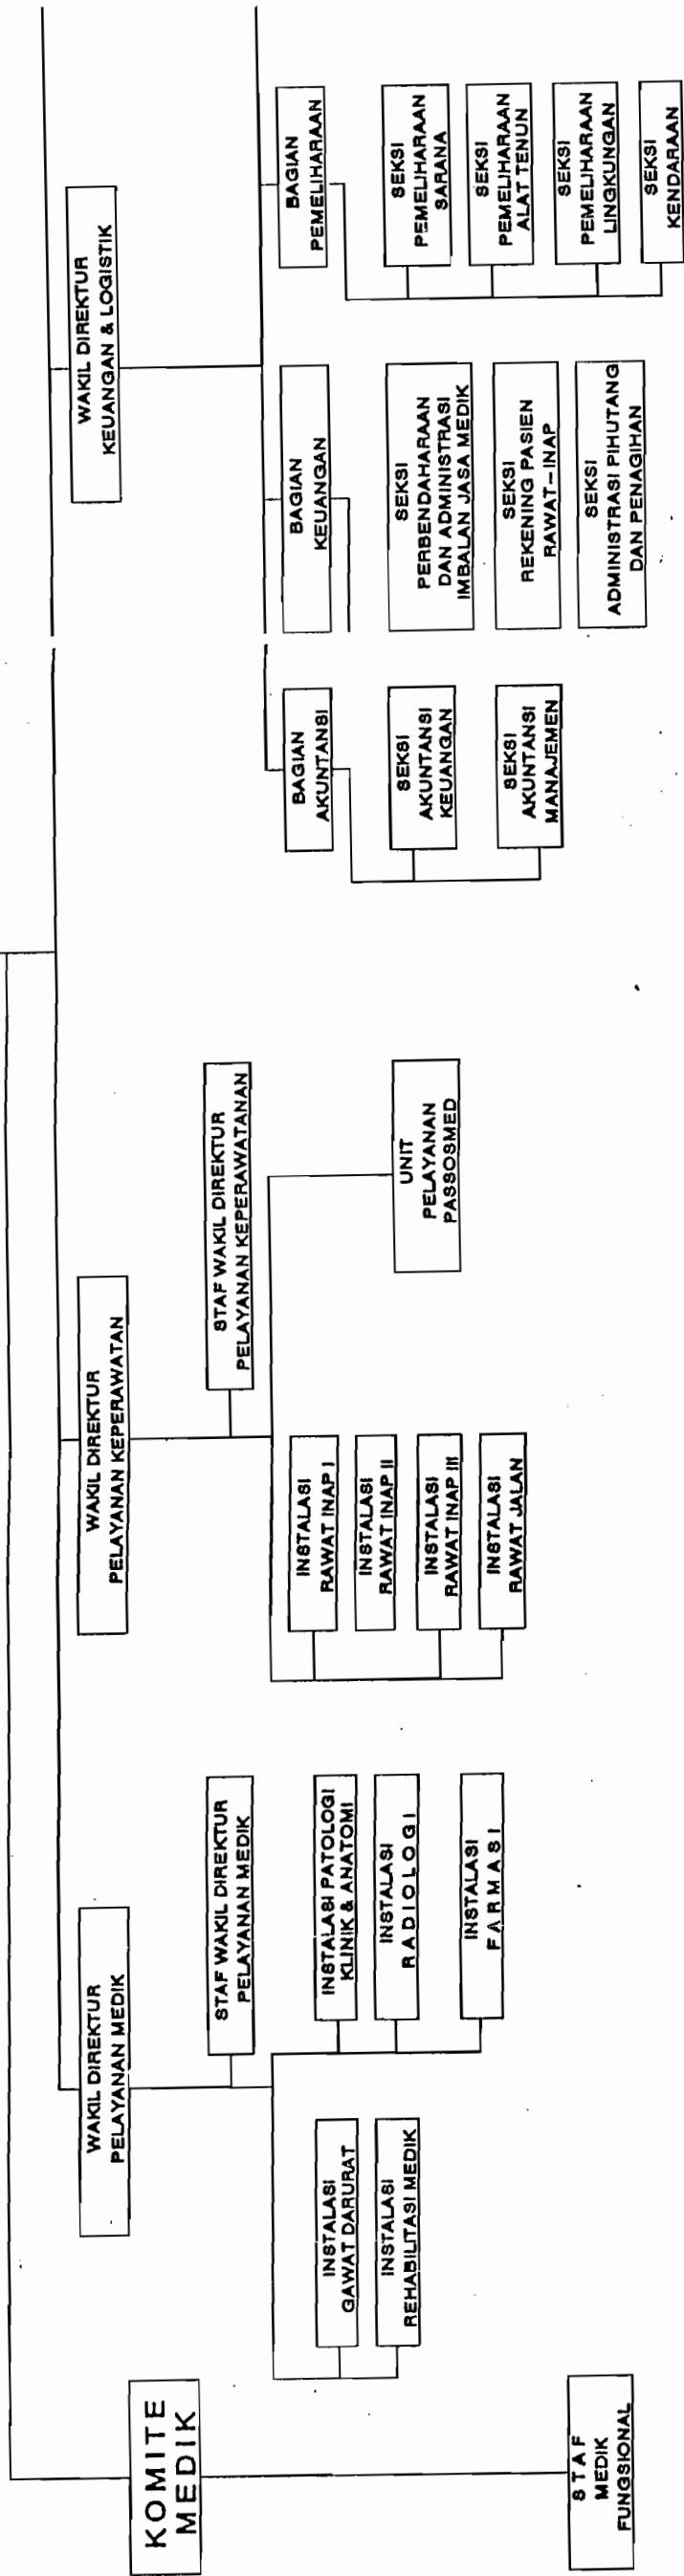 KOMITE
MEDIK
STAF
MEDIK
FUNGSIONAL
WAKIL DIREKTUR
PELAYANAN MEDIK
STAF WAKIL DIREKTUR
PELAYANAN MEDIK
INSTALASI
GAWAT DARURAT
INSTALASI
REHABILITASI MEDIK
INSTALASI PATOLOGI
KLINIK & ANATOMI
INSTALASI
RADIOLOGI
INSTALASI
FARMASI
WAKIL DIREKTUR
PELAYANAN KEPERAWATAN
STAF WAKIL DIREKTUR
PELAYANAN KEPERAWATANAN
INSTALASI
RAWAT INAP I
INSTALASI
RAWAT INAP II
INSTALASI
RAWAT INAP III
INSTALASI
RAWAT JALAN
UNIT
PELAYANAN
PASSOSMED
WAKIL DIREKTUR
KEUANGAN & LOGISTIK
BAGIAN
AKUNTANSI
SEKSI
AKUNTANSI
KEUANGAN
SEKSI
AKUNTANSI
MANAJEMEN
BAGIAN
KEUANGAN
SEKSI
PERBENDAHARAAN
DAN ADMINISTRASI
IMBALAN JASA MEDIK
SEKSI
REKENING PASIEN
RAWAT-INAP
SEKSI
ADMINISTRASI PIHUTANG
DAN PENAGIHAN
BAGIAN
PEMELIHARAAN
SEKSI
PEMELIHARAAN
SARANA
SEKSI
PEMELIHARAAN
ALAT TENUN
SEKSI
PEMELIHARAAN
LINGKUNGAN
SEKSI
KENDARAAN